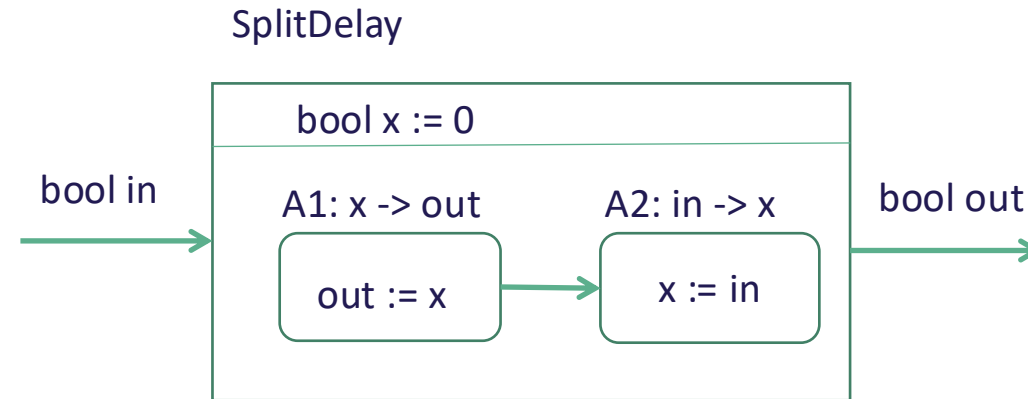 SplitDelay
bool x := 0
bool in
A1: x -> out
A2: in -> x
bool out
out := x
x := in